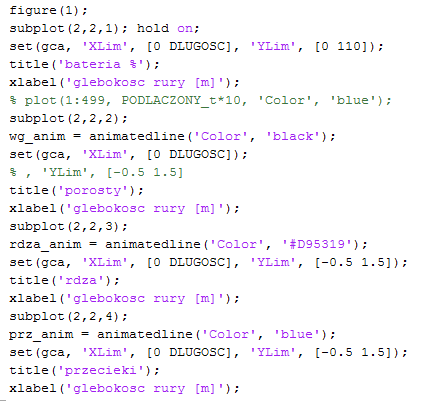 figure(1);
subplot(2,2,1); hold on;
set(gca, 'XLim', [0 DLUGOSC], 'YLim', [0 110]);
title('bateria %');
xlabel('glebokosc rury [m]');
% plot(1:499, PODLACZONY_t*10, 'Color', 'blue');
subplot(2,2,2);
wg_anim = animatedline('Color', 'black');
set(gca, 'XLim', [0 DLUGOSC]);
% , 'YLim', [-0.5 1.5]
title('porosty');
xlabel('glebokosc rury [m]');
subplot(2,2,3);
rdza_anim = animatedline('Color', '#D95319');
set(gca, 'XLim', [0 DLUGOSC], 'YLim', [-0.5 1.5]);
title('rdza');
xlabel('glebokosc rury [m]');
subplot(2,2,4);
prz_anim = animatedline('Color', 'blue');
set(gca, 'XLim', [0 DLUGOSC], 'YLim', [-0.5 1.5]);
title('przecieki');
xlabel('glebokosc rury [m]');